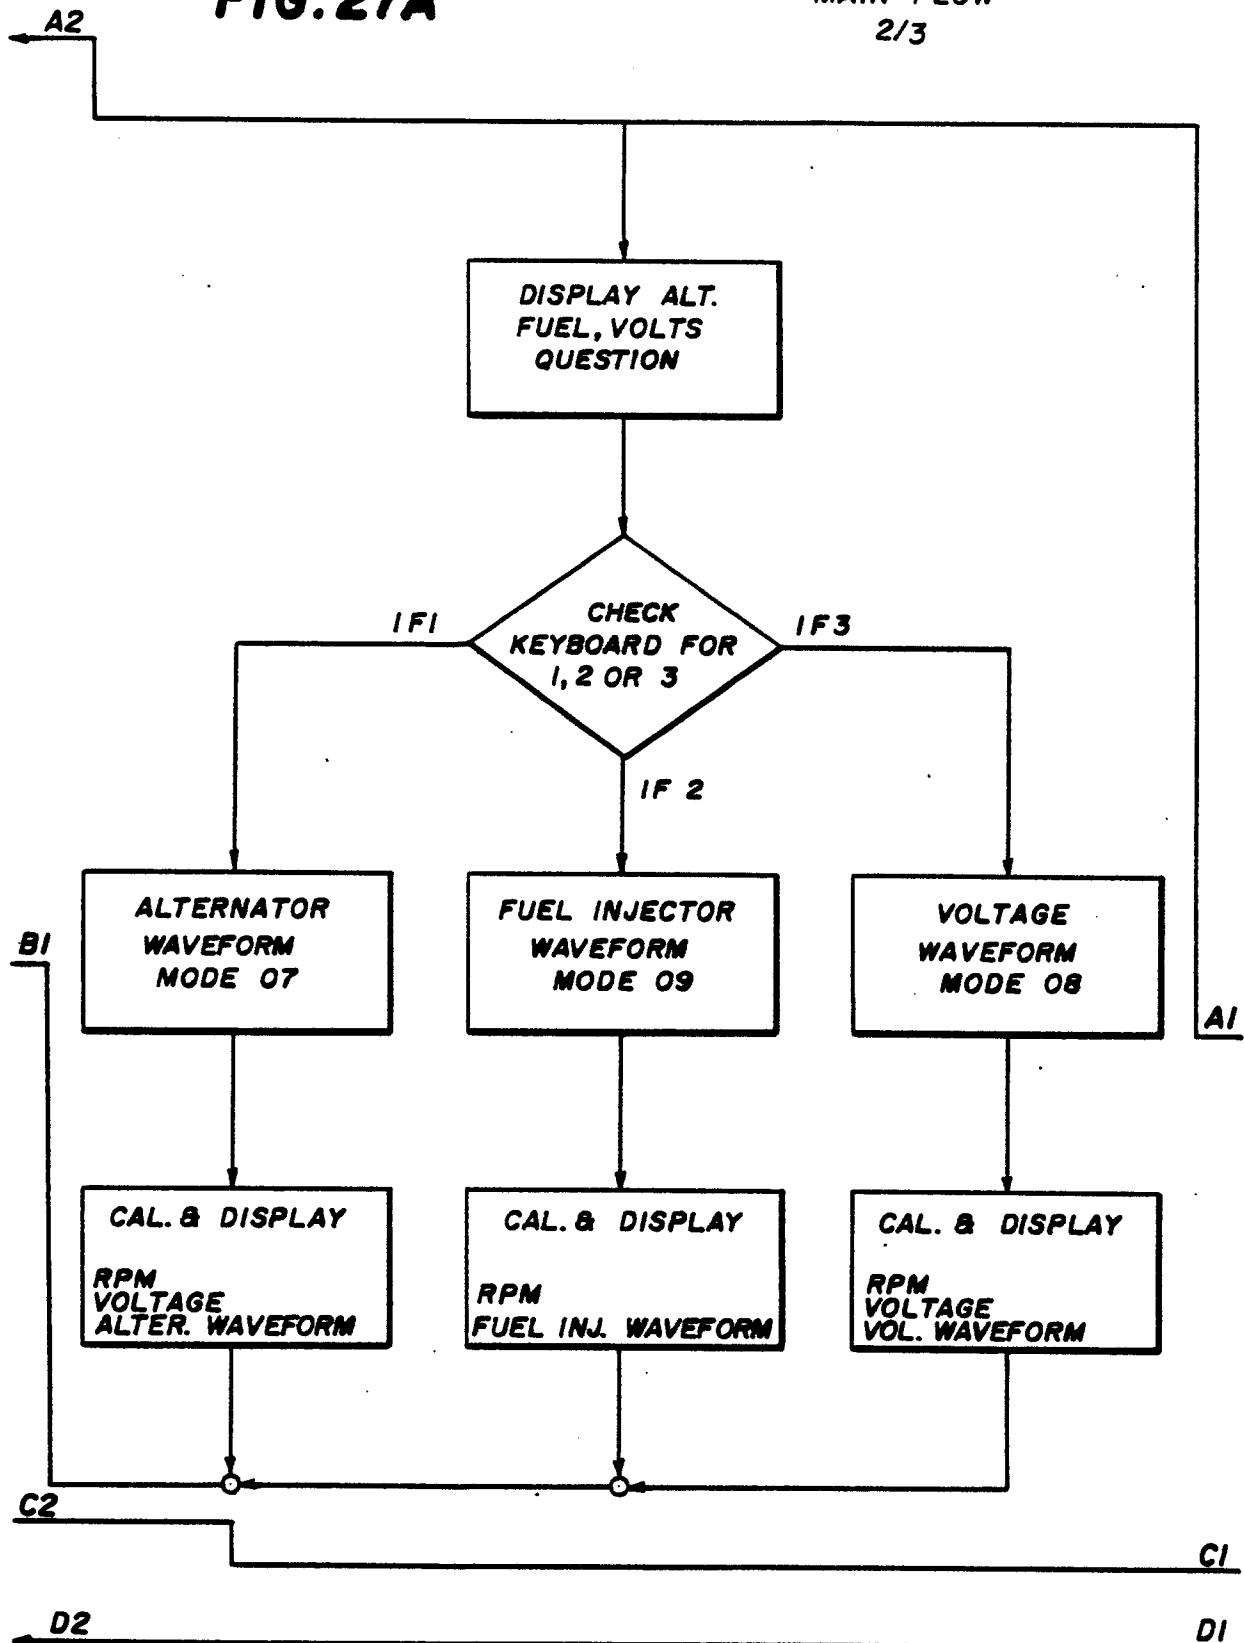 FIG. 27A
MAIN FLOW
2/3
A2
DISPLAY ALT.
FUEL, VOLTS
QUESTION
CHECK
KEYBOARD FOR
1, 2 OR 3
IF1
IF3
IF 2
ALTERNATOR
WAVEFORM
MODE 07
FUEL INJECTOR
WAVEFORM
MODE 09
VOLTAGE
WAVEFORM
MODE 08
B1
A1
CAL. & DISPLAY
RPM
VOLTAGE
ALTER. WAVEFORM
CAL. & DISPLAY
RPM
FUEL INJ. WAVEFORM
CAL. & DISPLAY
RPM
VOLTAGE
VOL. WAVEFORM
C2
C1
D2
D1